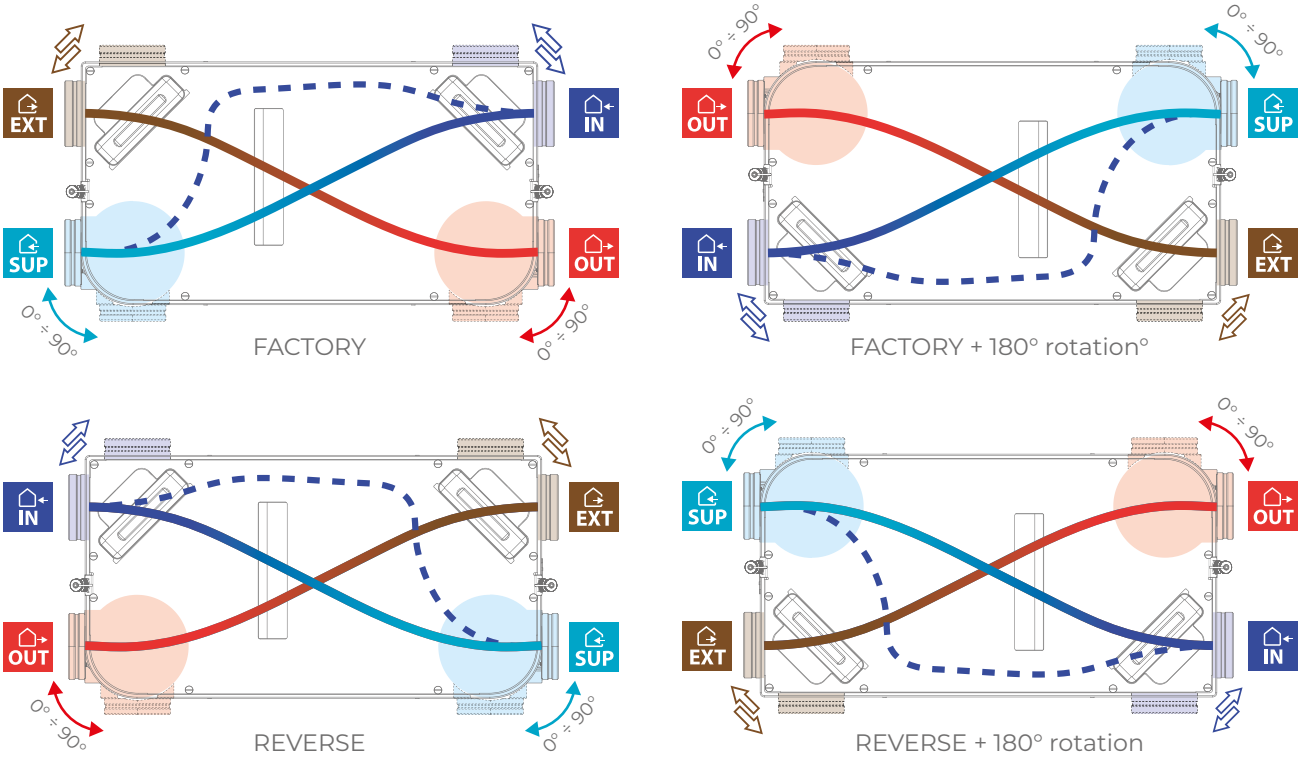 EXT
IN
SUP
OUT
0° ÷ 90°
0° ÷ 90°
FACTORY
0° ÷ 90°
0° ÷ 90°
OUT
SUP
IN
EXT
FACTORY + 180° rotation°
IN
EXT
OUT
SUP
0° ÷ 90°
0° ÷ 90°
REVERSE
0° ÷ 90°
0° ÷ 90°
SUP
OUT
EXT
IN
REVERSE + 180° rotation